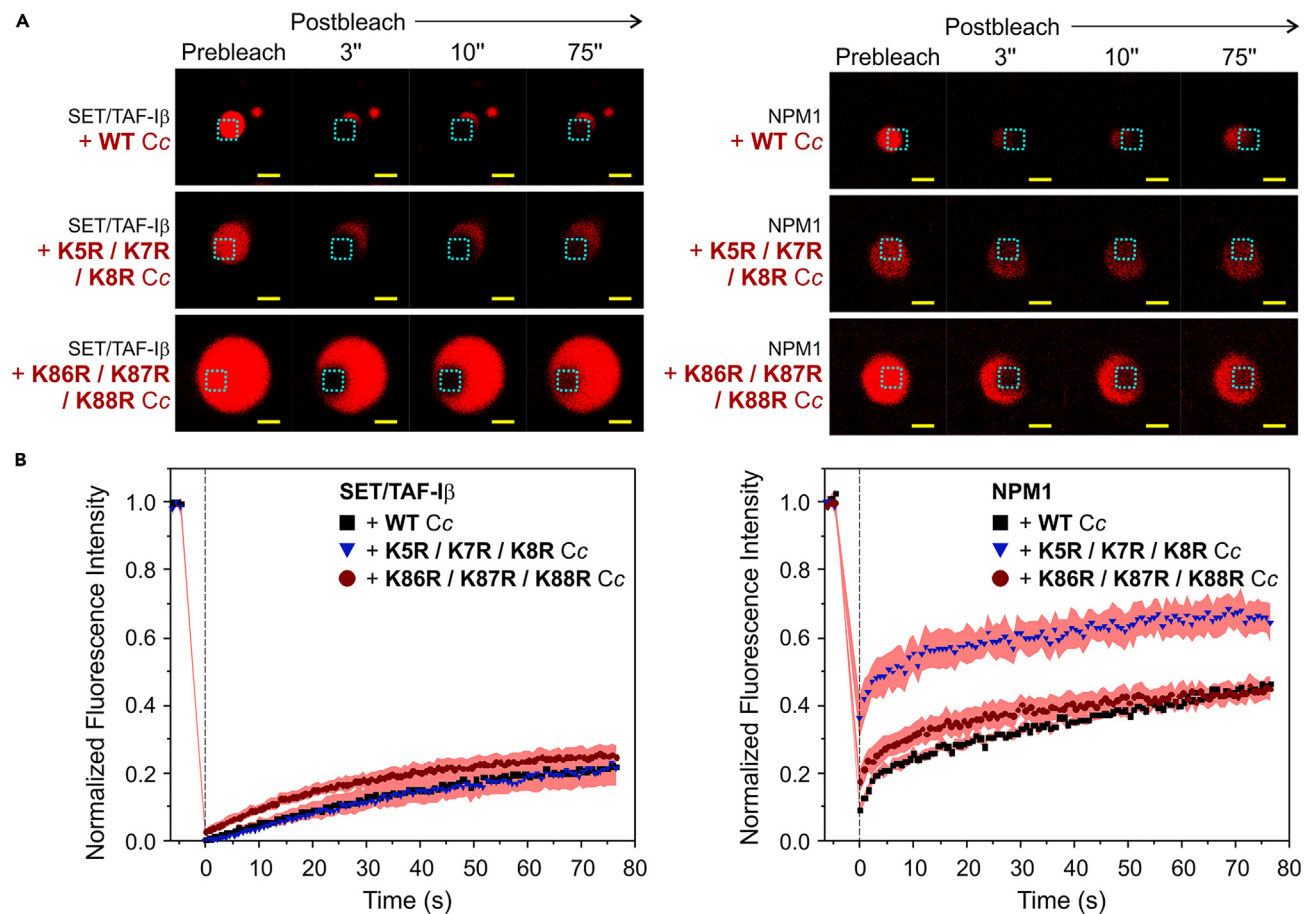 A
Postbleach
Prebleach 3" 10" 75"
SET/TAF-Iβ
+ WT Cc
SET/TAF-Iβ
+ K5R / K7R
/ K8R Cc
SET/TAF-Iβ
+ K86R / K87R
/ K88R Cc
Postbleach
Prebleach 3" 10" 75"
NPM1
+ WT Cc
NPM1
+ K5R / K7R
/ K8R Cc
NPM1
+ K86R / K87R
/ K88R Cc
B
Normalized Fluorescence Intensity
1.0
0.8
0.6
0.4
0.2
0.0
SET/TAF-Iβ
+ WT Cc
+ K5R / K7R / K8R Cc
+ K86R / K87R / K88R Cc
0 10 20 30 40 50 60 70 80
Time (s)
Normalized Fluorescence Intensity
1.0
0.8
0.6
0.4
0.2
0.0
NPM1
+ WT Cc
+ K5R / K7R / K8R Cc
+ K86R / K87R / K88R Cc
0 10 20 30 40 50 60 70 80
Time (s)